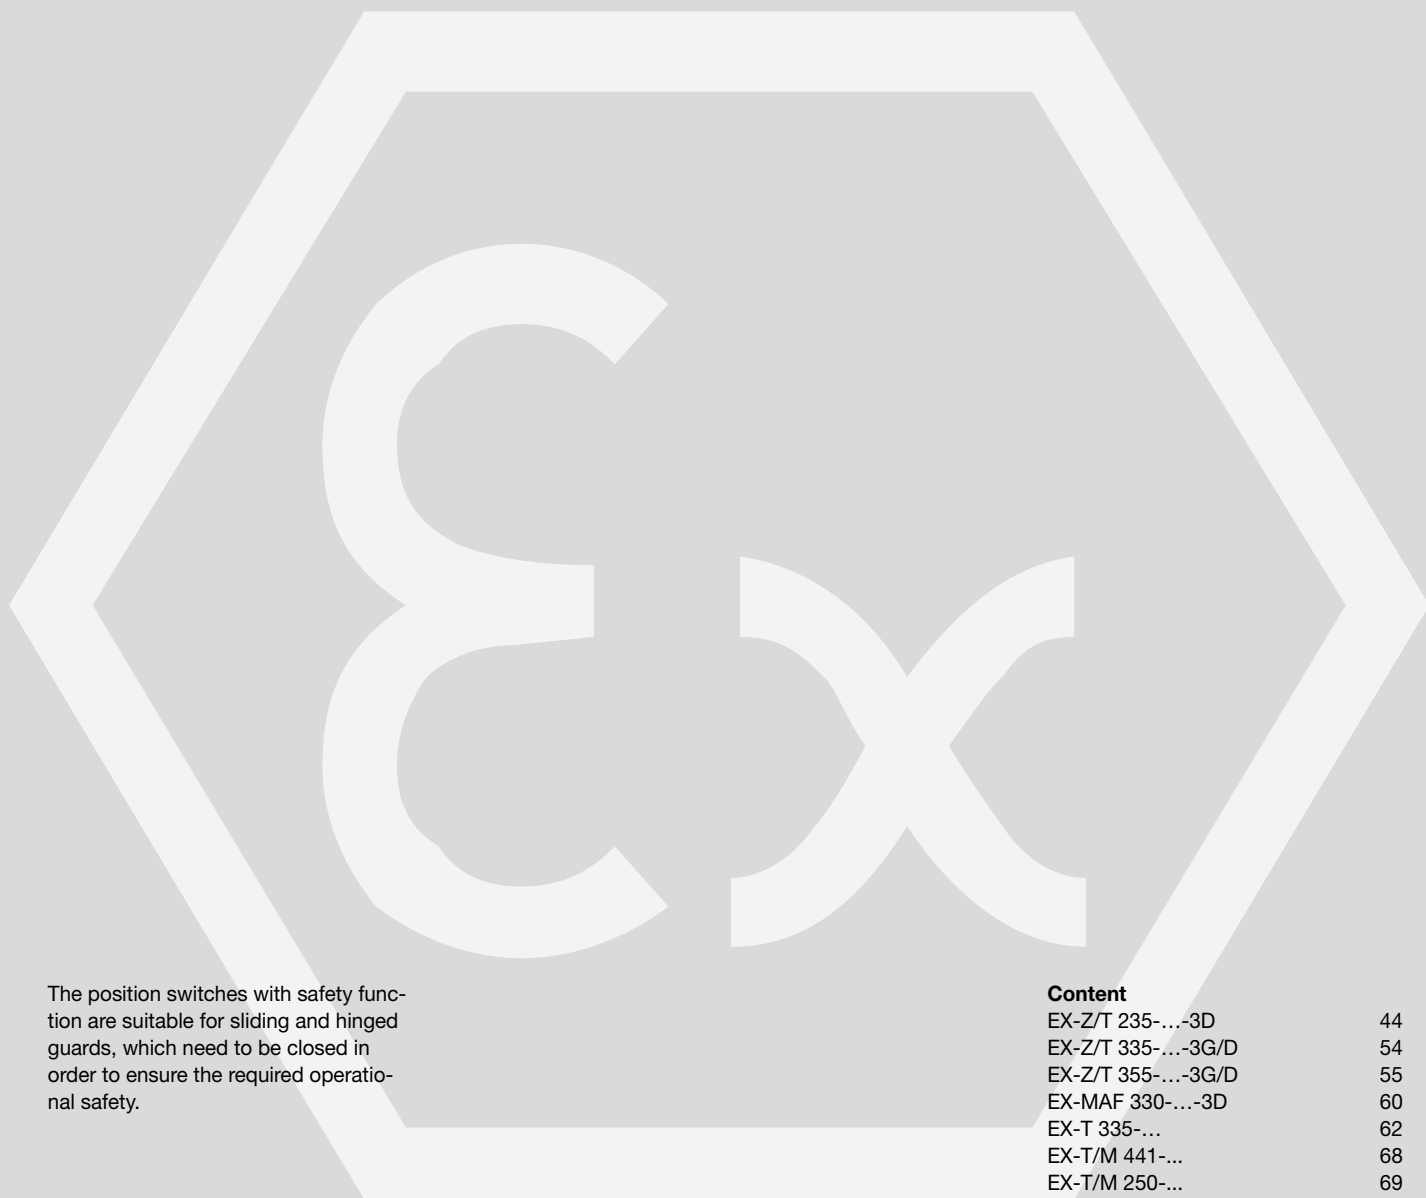 Ex
The position switches with safety func-
tion are suitable for sliding and hinged
guards, which need to be closed in
order to ensure the required operatio-
nal safety.
Content
EX-Z/T 235-…-3D 44
EX-Z/T 335-…-3G/D 54
EX-Z/T 355-…-3G/D 55
EX-MAF 330-…-3D 60
EX-T 335-… 62
EX-T/M 441-... 68
EX-T/M 250-... 69